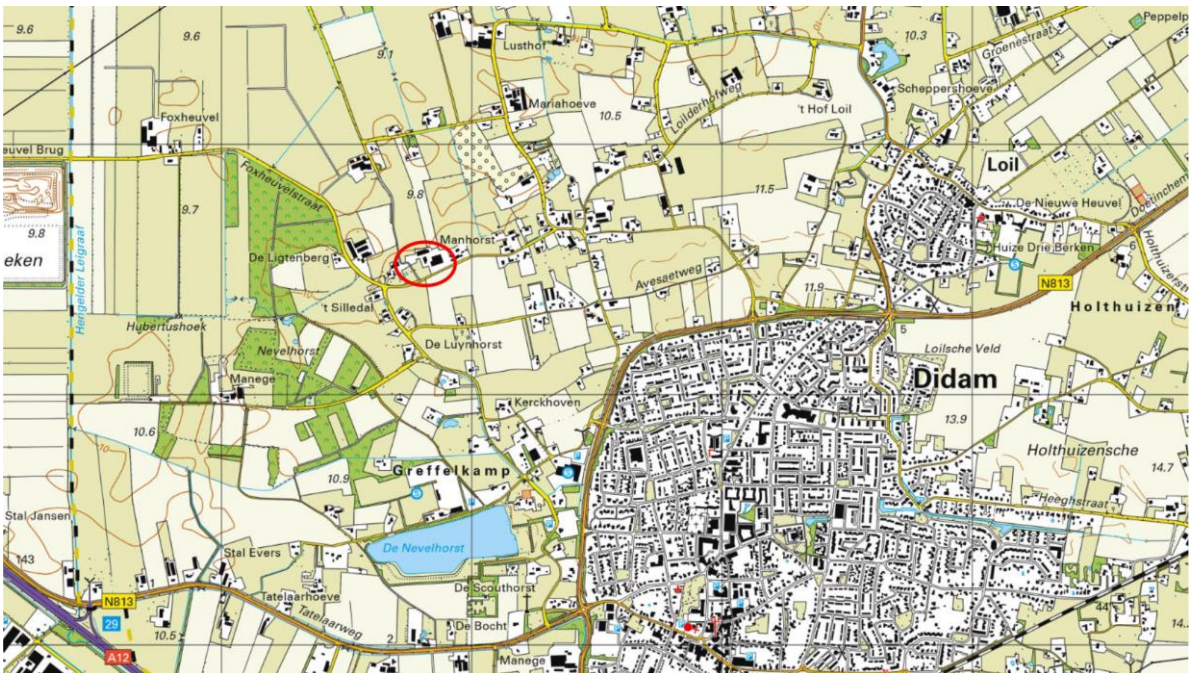 9.6
9.6
9.1
Lusthof
10.3
Groenestraat
Scheppershoeve
Mariahoeve
10.5
Loilderhofweg
't Hof Loil
Foxheuvel
euvel Brug
Foxheuvelstraat
9.8
11.5
Loil
De Nieuwe Heuvel
9.7
9.8
eken
Manhorst
De Ligtenberg
Huize Drie Berken
6
N813
Holthuizen
Hengelder Leigraaf
't Silledal
Avesaetweg
11.9
5
Hubertushoek
Nevelhorst
De Luynhorst
4
Loilsche Veld
Didam
Manege
Kerckhoven
13.9
10.6
Greffelkamp
Holthuizensche
14.7
10.9
Heeghstraat
Stal Jansen
De Nevelhorst
143
Stal Evers
De Scouthorst
N813
Tatelaarhoeve
29
10.5
Tatelaarweg
2
De Bocht
44
A12
Manege